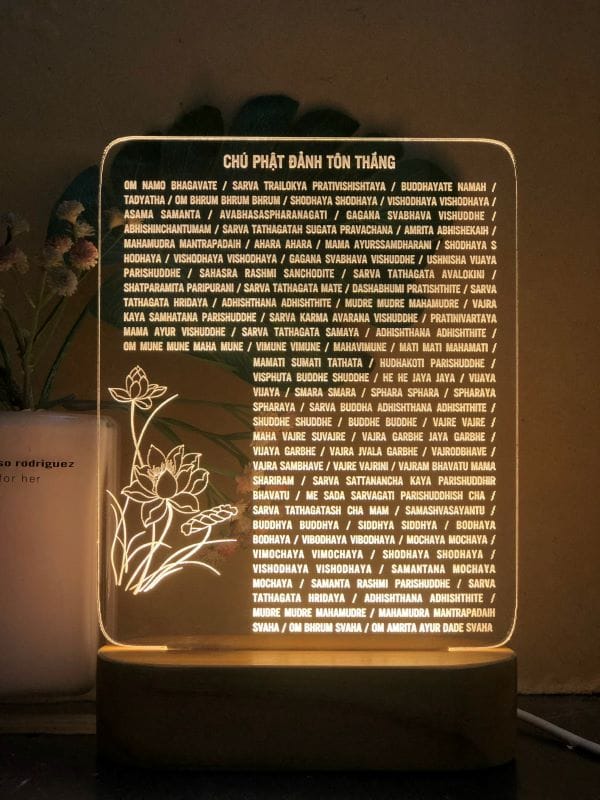 CHÚ PHẬT ĐẢNH TÔN THẮNG
OM NAMO BHAGAVATE / SARVA TRAILOKYA PRATIVISHISHTAYA / BUDDHAYATE NAMAH /
TADYATHA / OM BHRUM BHRUM BHRUM / SHODHAYA SHODHAYA / VISHODHAYA VISHODHAYA /
ASAMA SAMANTA / AVABHASASPHARANAGATI / GAGANA SVABHAVA VISHUDDHE /
ABHISHINCHANTUMAM / SARVA TATHAGATAH SUGATA PRAVACHANA / AMRITA ABHISHEKAIH /
MAHAMUDRA MANTRAPADAIH / AHARA AHARA / MAMA AYURSSAMDHARANI / SHODHAYA S
HODHAYA / VISHODHAYA VISHODHAYA / GAGANA SVABHAVA VISHUDDHE / USHNISHA VIJAYA
PARISHUDDHE / SAHASRA RASHMI SANCHODITE / SARVA TATHAGATA AVALOKINI /
SHATPARAMITA PARIPURANI / SARVA TATHAGATA MATE / DASHABHUMI PRATISHTHITE / SARVA
TATHAGATA HRIDAYA / ADHISHTHANA ADHISHTHITE / MUDRE MUDRE MAHAMUDRE / VAJRA
KAYA SAMHATANA PARISHUDDHE / SARVA KARMA AVARANA VISHUDDHE / PRATINIVARTAYA
MAMA AYUR VISHUDDHE / SARVA TATHAGATA SAMAYA / ADHISHTHANA ADHISHTHITE /
OM MUNE MUNE MAHA MUNE / VIMUNE VIMUNE / MAHAVIMUNE / MATI MATI MAHAMATI /
MAMATI SUMATI TATHATA / HUDHAKOTI PARISHUDDHE /
VISPHUTA BUDDHE SHUDDHE / HE HE JAYA JAYA / VIJAYA
VIJAYA / SMARA SMARA / SPHARA SPHARA / SPHARAYA
SPHARAYA / SARVA BUDDHA ADHISHTHANA ADHISHTHITE /
SHUDDHE SHUDDHE / BUDDHE BUDDHE / VAJRE VAJRE /
MAHA VAJRE SUVAJRE / VAJRA GARBHE JAYA GARBHE /
VIJAYA GARBHE / VAJRA JVALA GARBHE / VAJRODBHAVE /
VAJRA SAMBHAVE / VAJRE VAJRINI / VAJRAM BHAVATU MAMA
SHARIRAM / SARVA SATTANANCHA KAYA PARISHUDDHIR
BHAVATU / ME SADA SARVAGATI PARISHUDDHISH CHA /
SARVA TATHAGATASH CHA MAM / SAMASHVASAYANTU /
BUDDHYA BUDDHYA / SIDDHYA SIDDHYA / BODHAYA
BODHAYA / VIBODHAYA VIBODHAYA / MOCHAYA MOCHAYA /
VIMOCHAYA VIMOCHAYA / SHODHAYA SHODHAYA /
VISHODHAYA VISHODHAYA / SAMANTANA MOCHAYA
MOCHAYA / SAMANTA RASHMI PARISHUDDHE / SARVA
TATHAGATA HRIDAYA / ADHISHTHANA ADHISHTHITE /
MUDRE MUDRE MAHAMUDRE / MAHAMUDRA MANTRAPADAIH
SVAHA / OM BHRUM SVAHA / OM AMRITA AYUR DADE SVAHA
so rodriguez
for her